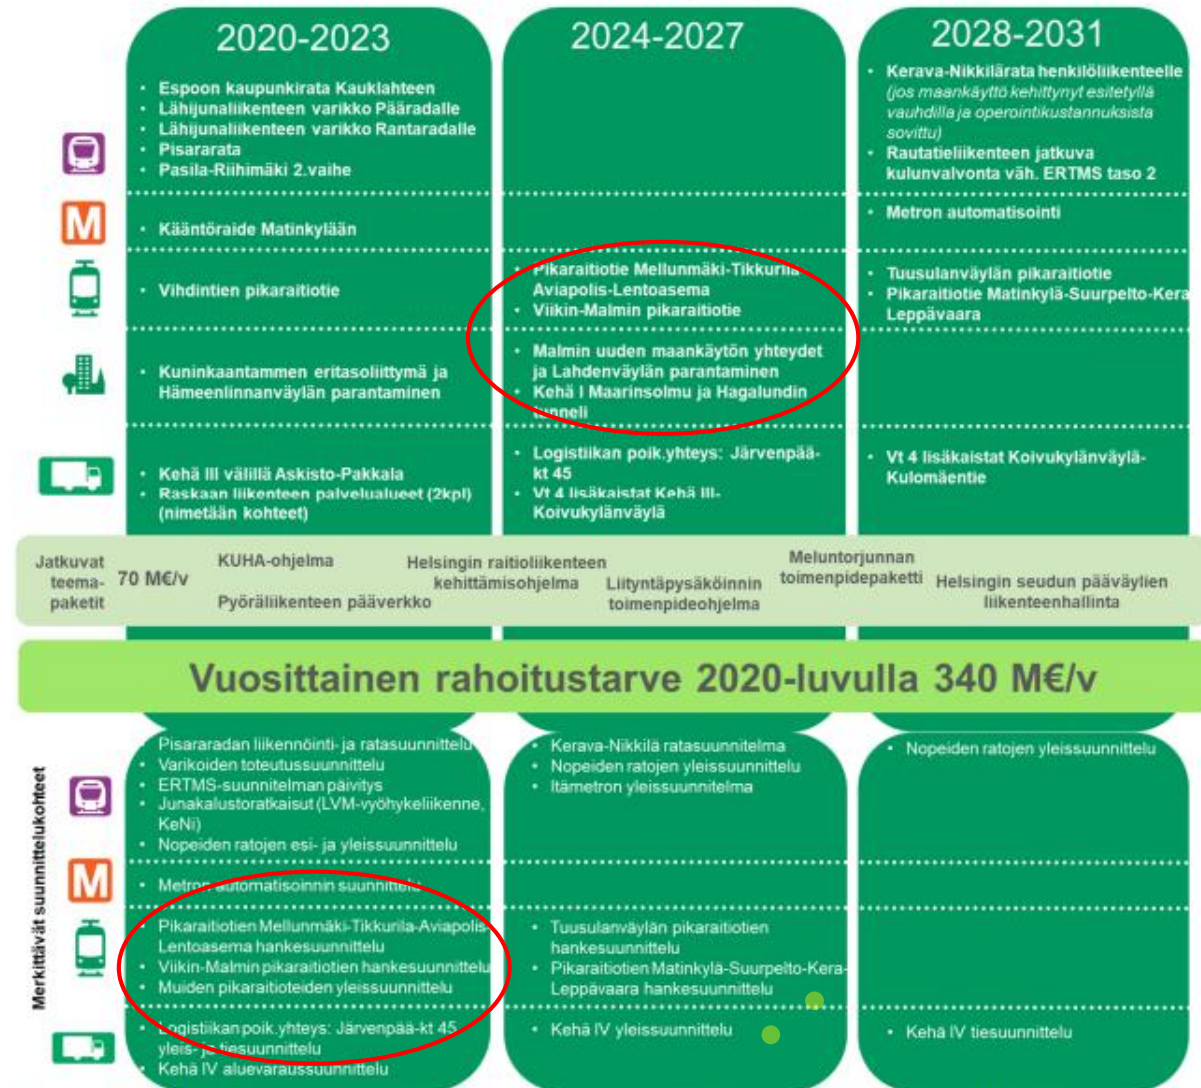 2020-2023
• Espoon kaupunkirata Kauklahteen
• Lähijunaliikenteen varikko Pääradalle
• Lähijunaliikenteen varikko Rantaradalle
• Pisararata
• Pasila-Riihimäki 2.vaihe
• Kääntöraide Matinkylään
• Vihdintien pikaraitiotie
• Kuninkaantammen eritasoliittymä ja
Hämeenlinnanväylän parantaminen
• Kehä III välillä Askisto-Pakkala
• Raskaan liikenteen palvelualueet (2kpl)
(nimetään kohteet)
2024-2027
• Pikaraitiotie Mellunmäki-Tikkurila
Aviapolis-Lentoasema
• Viikin-Malmin pikaraitiotie
• Malmin uuden maankäytön yhteydet
ja Lahdenväylän parantaminen
• Kehä I Maarinsolmu ja Hagalundin
tunneli
• Logistiikan poik.yhteys: Järvenpää-
kt 45
• Vt 4 lisäkaistat Kehä III-
Koivukylänväylä
2028-2031
• Kerava-Nikkilärata henkilöliikenteelle
(jos maankäyttö kehittynyt esitetyllä
vauhdilla ja operointikustannuksista
sovittu)
• Rautatieliikenteen jatkuva
kulunvalvonta väh. ERTMS taso 2
• Metron automatisointi
• Tuusulanväylän pikaraitiotie
• Pikaraitiotie Matinkylä-Suurpelto-Kera
Leppävaara
• Vt 4 lisäkaistat Koivukylänväylä-
Kulomäentie
M
Jatkuvat
teema-
paketit
70 M€/v
KUHA-ohjelma
Pyöräliikenteen pääverkko
Helsingin raitioliikenteen
kehittämisohjelma
Liityntäpysäköinnin
toimenpideohjelma
Meluntorjunnan
toimenpidepaketti
Helsingin seudun pääväylien
liikenteenhallinta
Vuosittainen rahoitustarve 2020-luvulla 340 M€/v
Merkittävät suunnittelukohteet
M
• Pisararadan liikennöinti- ja ratasuunnittelu
• Varikoiden toteutussuunnittelu
• ERTMS-suunnitelman päivitys
• Junakalustoratkaisut (LVM-vyöhykeliikenne,
KeNi)
• Nopeiden ratojen esi- ja yleissuunnittelu
• Metron automatisoinnin suunnittelu
• Pikaraitiotien Mellunmäki-Tikkurila-Aviapolis-
Lentoasema hankesuunnittelu
• Viikin-Malmin pikaraitiotien hankesuunnittelu
• Muiden pikaraitioteiden yleissuunnittelu
• Logistiikan poik.yhteys: Järvenpää-kt 45
yleis- ja tiesuunnittelu
• Kehä IV aluevaraussuunnittelu
• Kerava-Nikkilä ratasuunnitelma
• Nopeiden ratojen yleissuunnittelu
• Itämetron yleissuunnitelma
• Tuusulanväylän pikaraitiotien
hankesuunnittelu
• Pikaraitiotien Matinkylä-Suurpelto-Kera-
Leppävaara hankesuunnittelu
• Kehä IV yleissuunnittelu
• Nopeiden ratojen yleissuunnittelu
• Kehä IV tiesuunnittelu